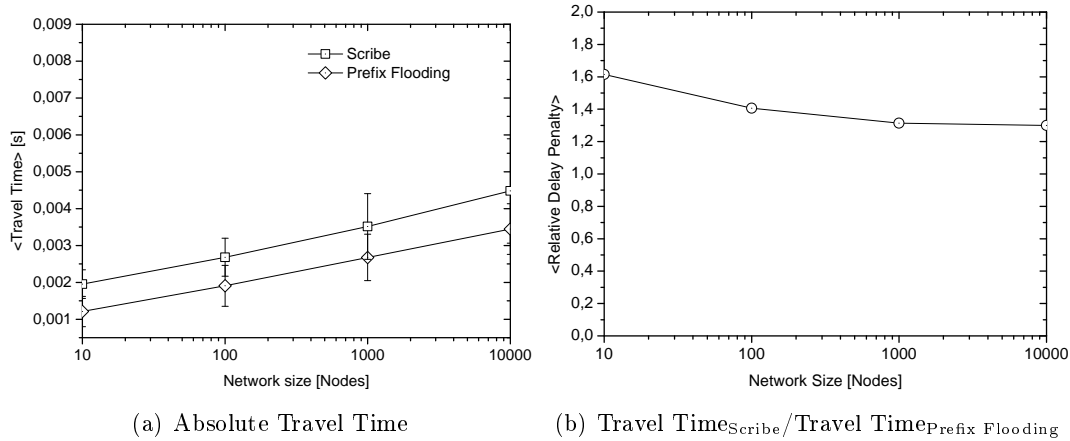 0,009
0,008
0,007
0,006
0,005
0,004
0,003
0,002
0,001
<Travel Time> [s]
Scribe
Prefix Flooding
10 100 1000 10000
Network size [Nodes]
(a) Absolute Travel Time
2,0
1,8
1,6
1,4
1,2
1,0
0,8
0,6
0,4
0,2
0,0
<Relative Delay Penalty>
10 100 1000 10000
Network Size [Nodes]
(b) Travel TimeScribe/Travel TimePrefix Flooding